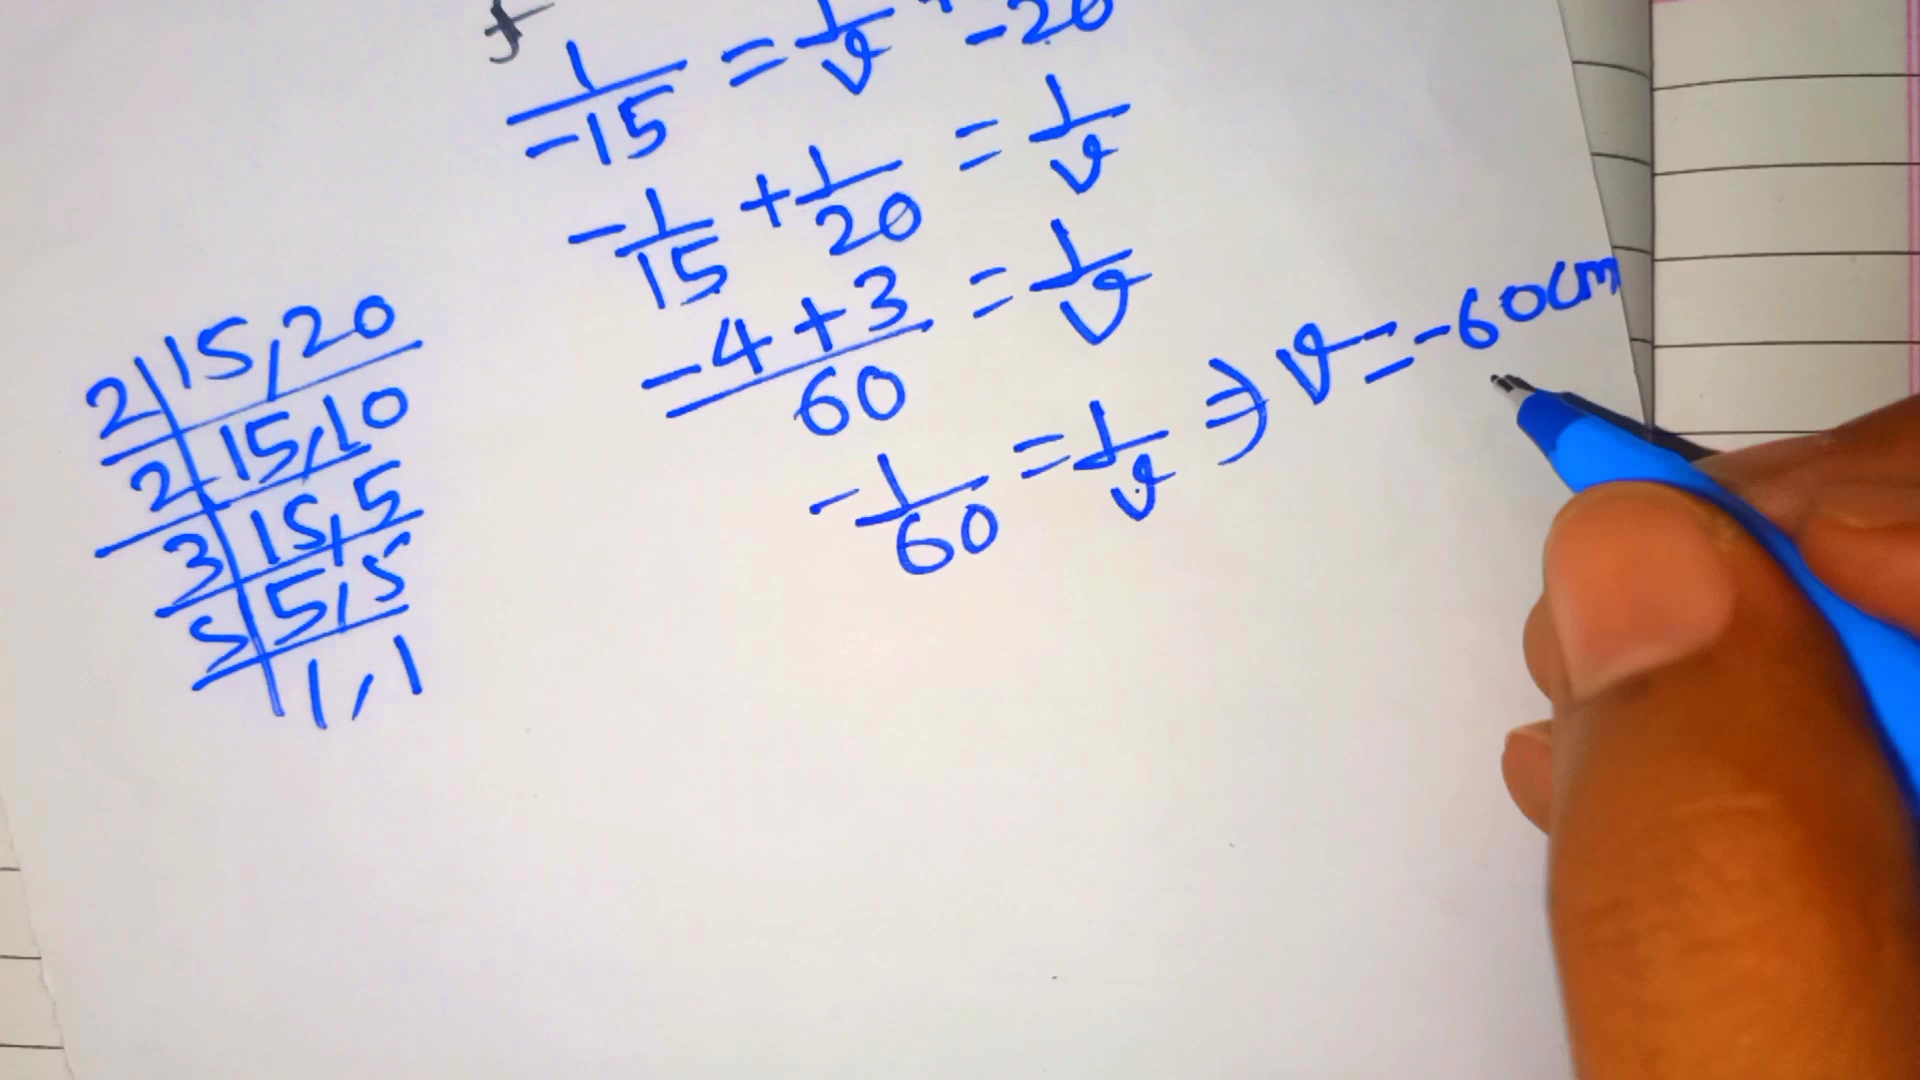 f
1/-15 = 1/v + 1/-20
-1/15 + 1/20 = 1/v
-4+3/60 = 1/v
-1/60 = 1/v ⇒ v = -60cm
2 | 15, 20
2 | 15, 10
3 | 15, 5
5 | 5, 5
1, 1